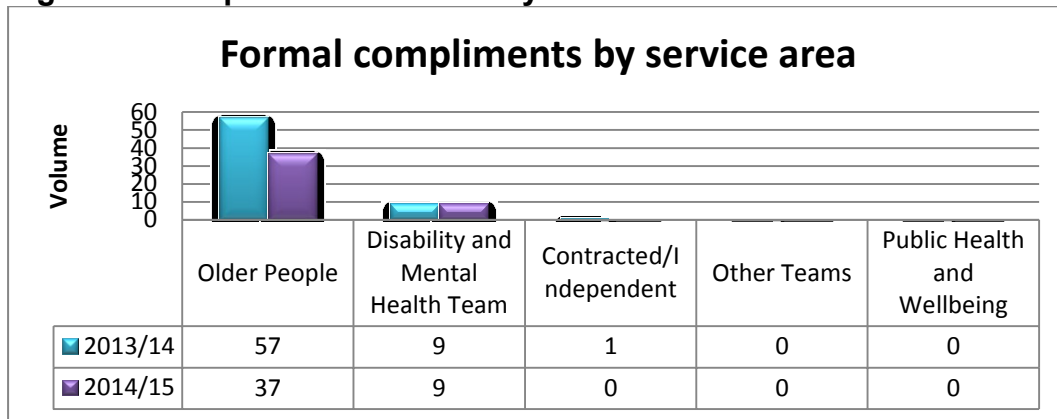 Formal compliments by service area
Volume
60
50
40
30
20
10
0
Older People
Disability and
Mental
Health Team
Contracted/I
ndependent
Other Teams
Public Health
and
Wellbeing
2013/14 57 9 1 0 0
2014/15 37 9 0 0 0